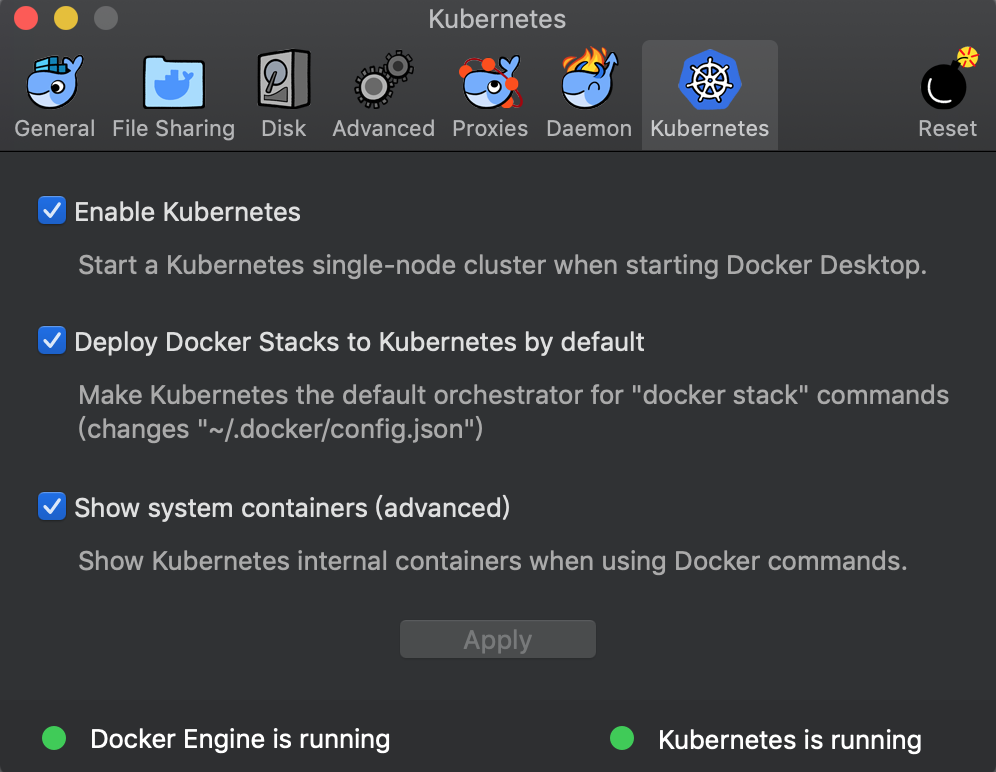 Kubernetes
General
File Sharing
Disk
Advanced
Proxies
Daemon
Kubernetes
Reset
Enable Kubernetes
Start a Kubernetes single-node cluster when starting Docker Desktop.
Deploy Docker Stacks to Kubernetes by default
Make Kubernetes the default orchestrator for "docker stack" commands
(changes "~/.docker/config.json")
Show system containers (advanced)
Show Kubernetes internal containers when using Docker commands.
Apply
Docker Engine is running
Kubernetes is running